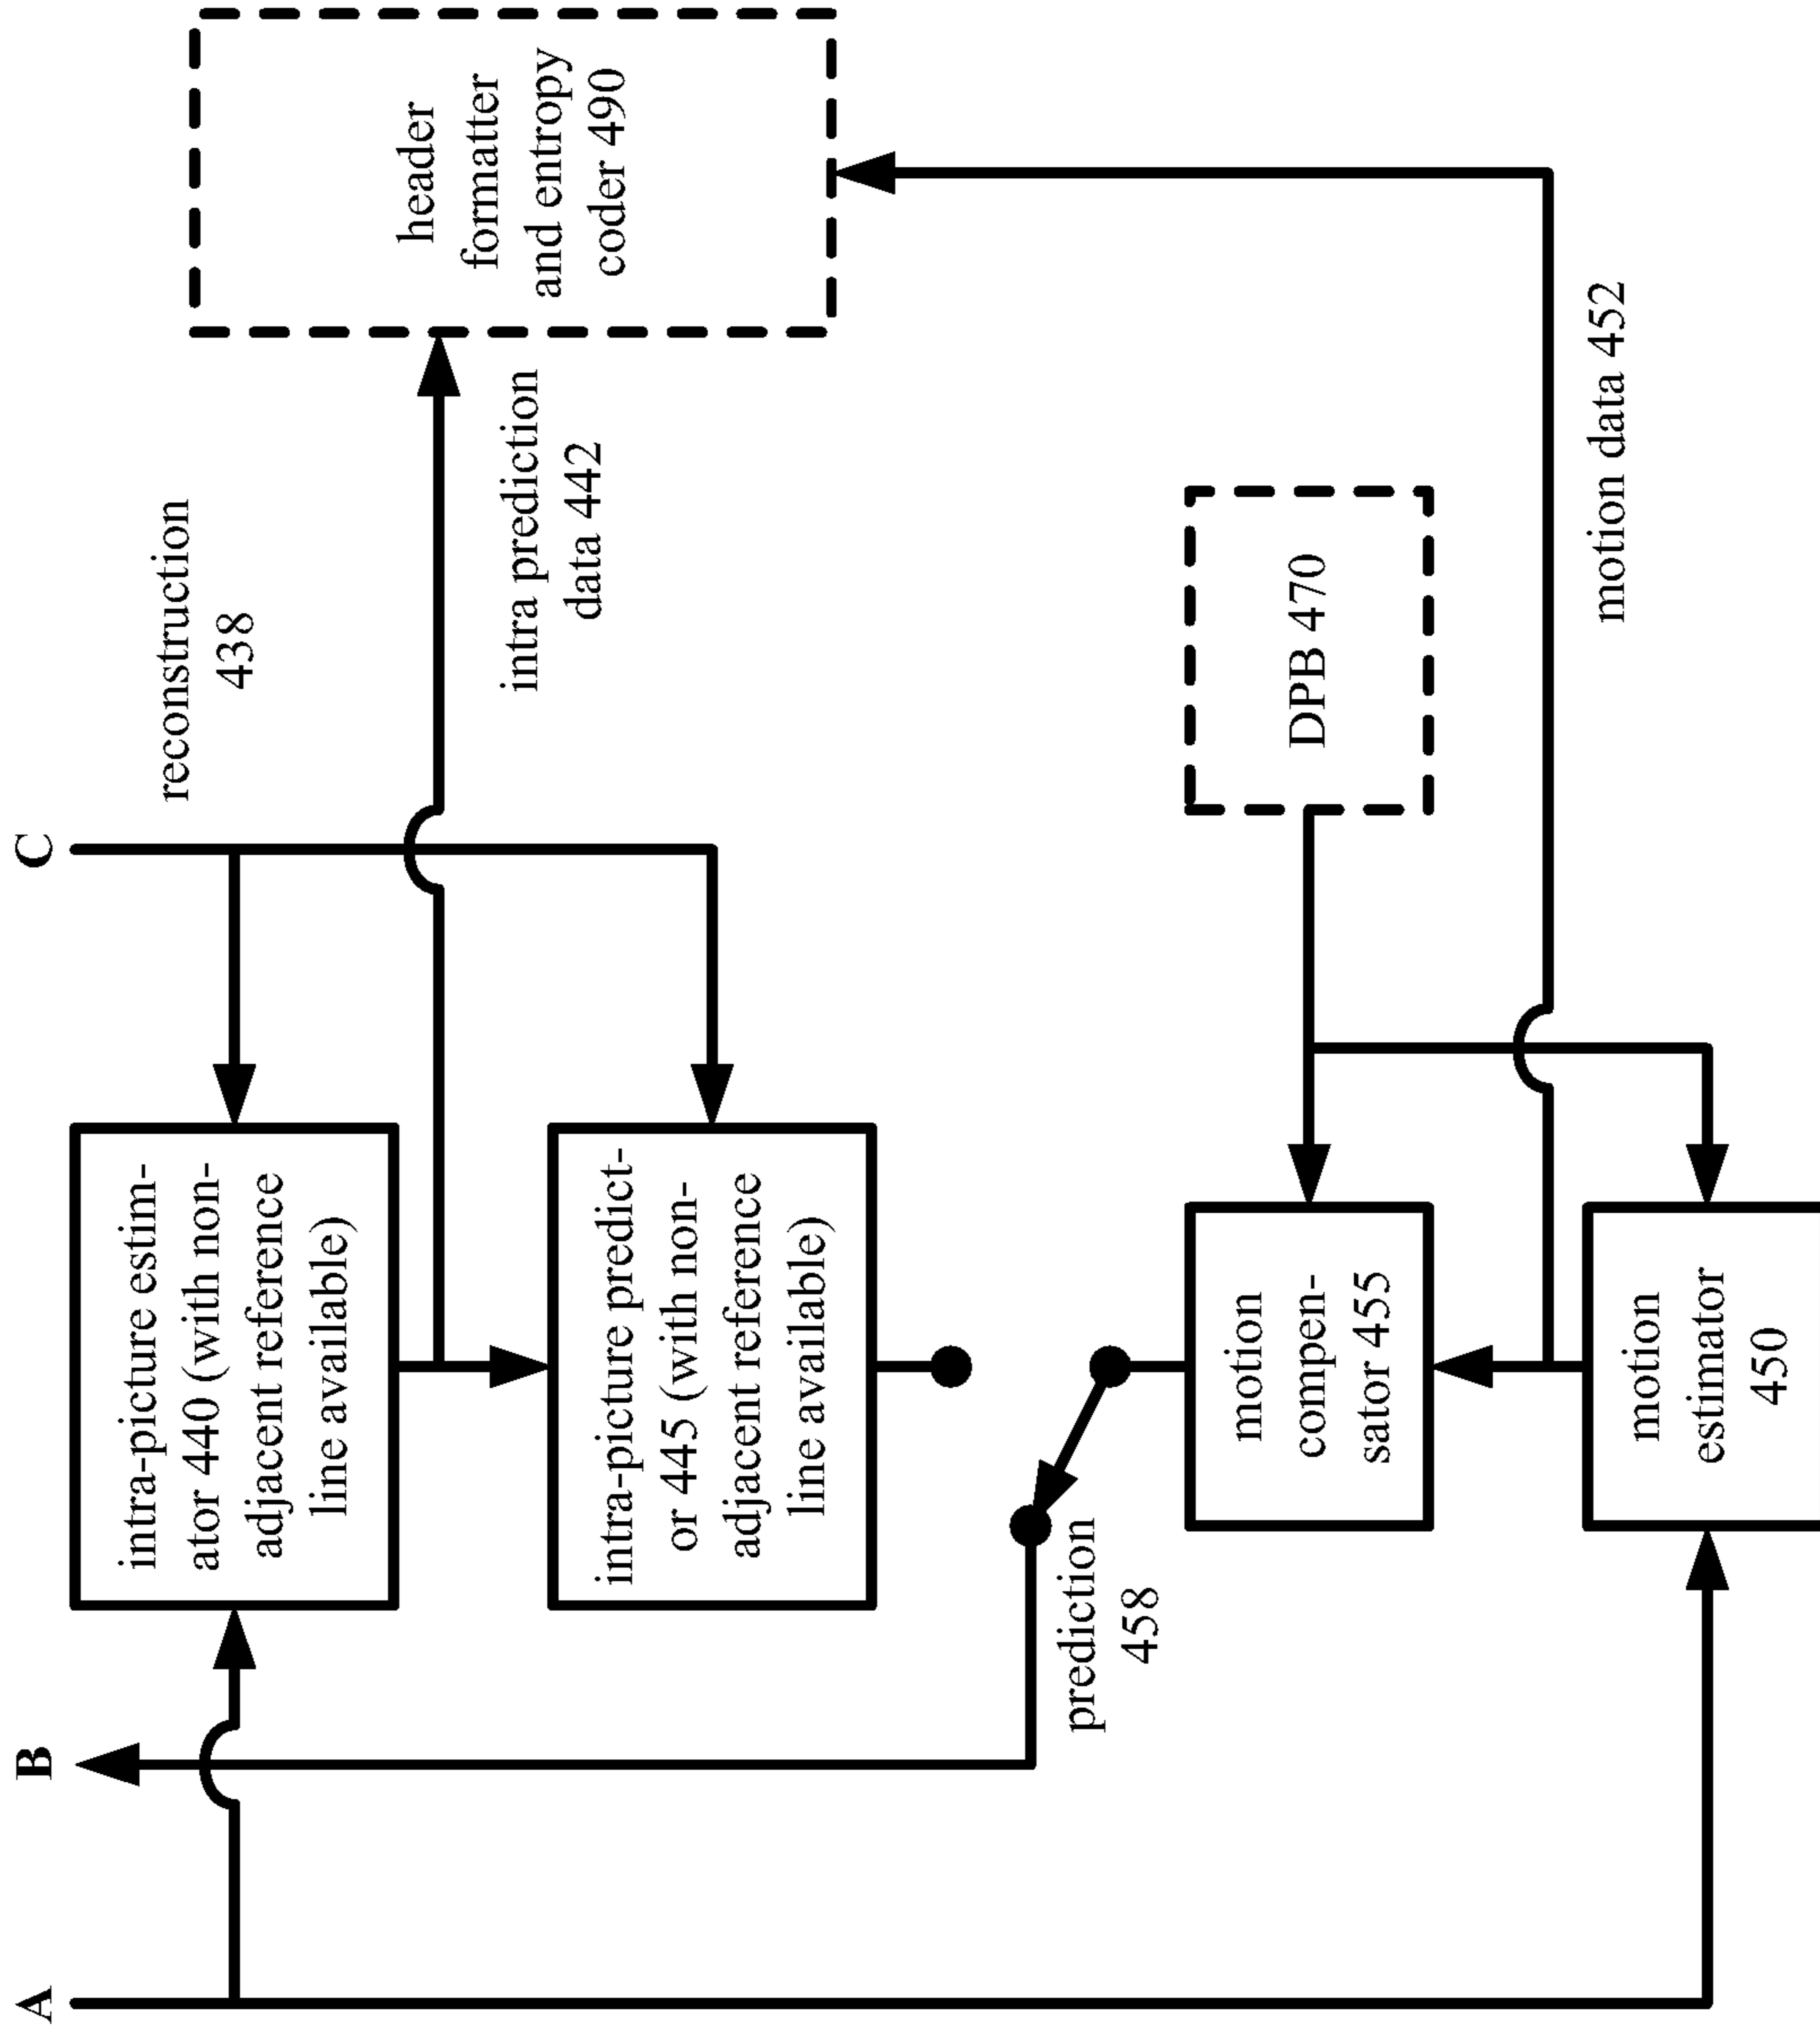 A
B
C
intra-picture estim-
ator 440 (with non-
adjacent reference
line available)
reconstruction
438
header
formatter
and entropy
coder 490
intra prediction
data 442
intra-picture predict-
or 445 (with non-
adjacent reference
line available)
prediction
458
motion
compen-
sator 455
DPB 470
motion data 452
motion
estimator
450